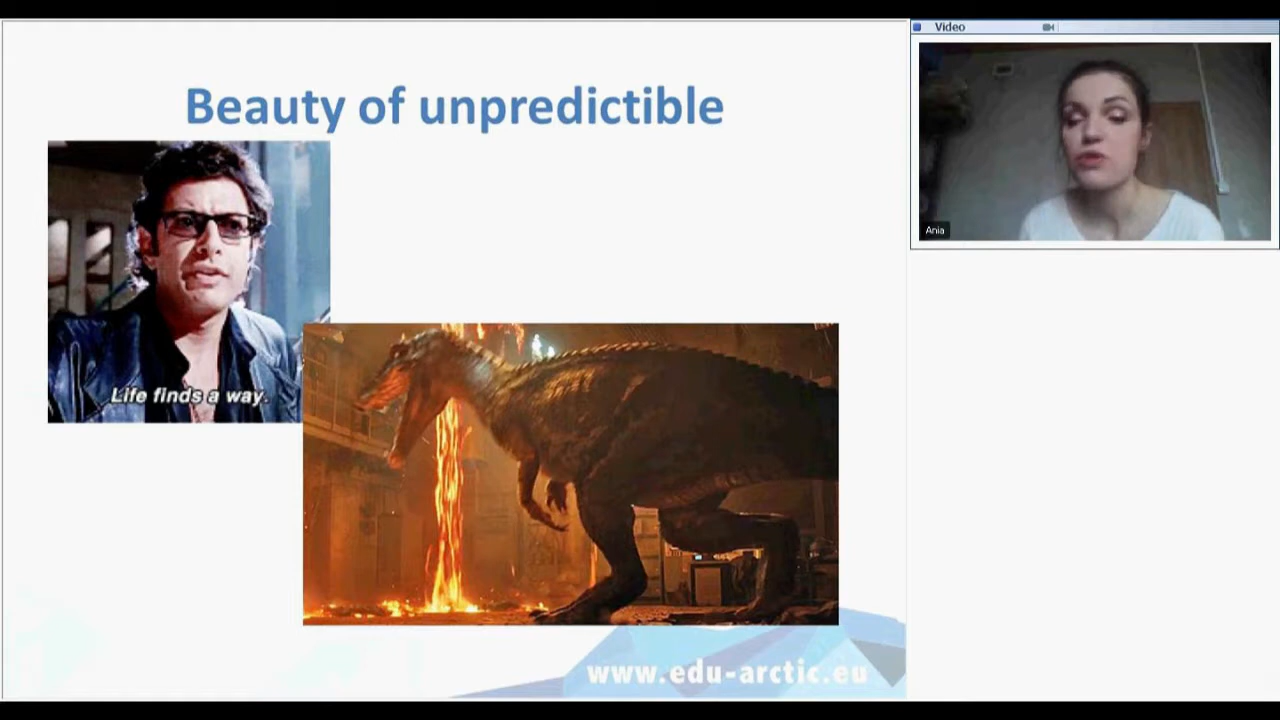 Beauty of unpredictible
Life finds a way.
www.edu-arctic.eu
Video
Ania